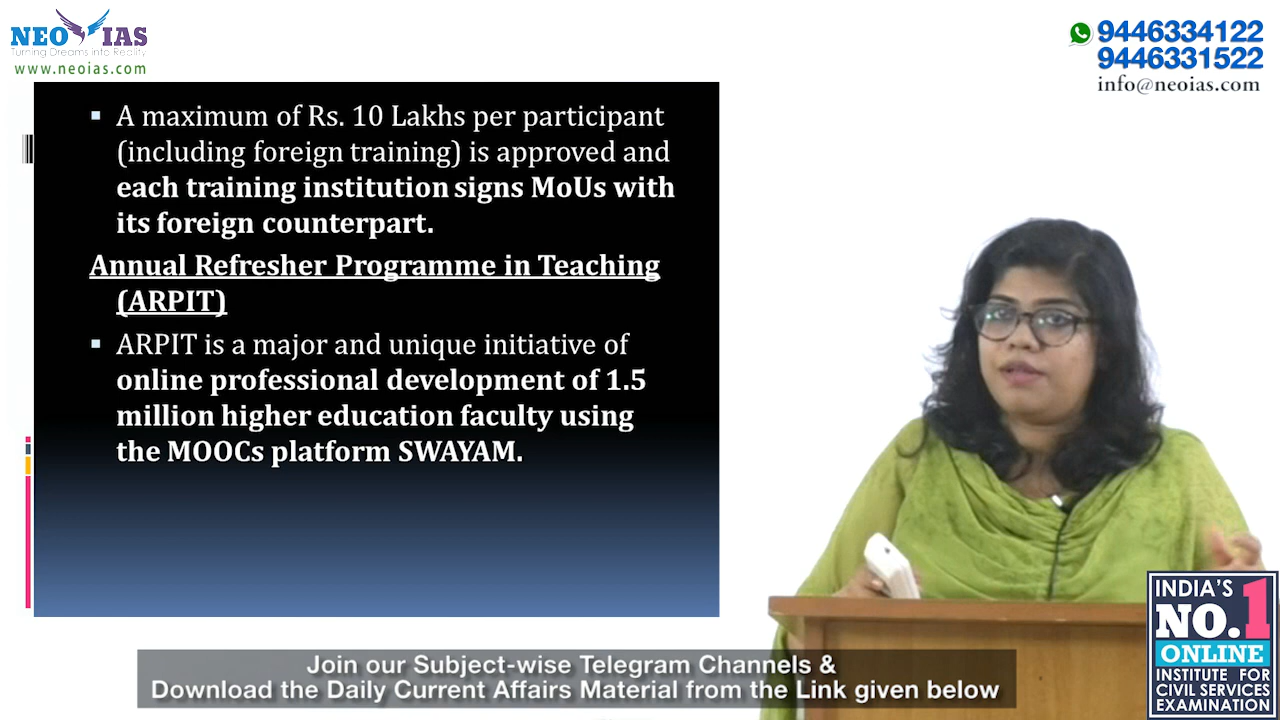 NEO IAS
Turning Dreams into Reality
www.neoias.com
9446334122
9446331522
info@neoias.com
A maximum of Rs. 10 Lakhs per participant
(including foreign training) is approved and
each training institution signs MoUs with
its foreign counterpart.
Annual Refresher Programme in Teaching
(ARPIT)
ARPIT is a major and unique initiative of
online professional development of 1.5
million higher education faculty using
the MOOCs platform SWAYAM.
INDIA'S
NO.1
ONLINE
INSTITUTE FOR
CIVIL SERVICES
EXAMINATION
Join our Subject-wise Telegram Channels &
Download the Daily Current Affairs Material from the Link given below